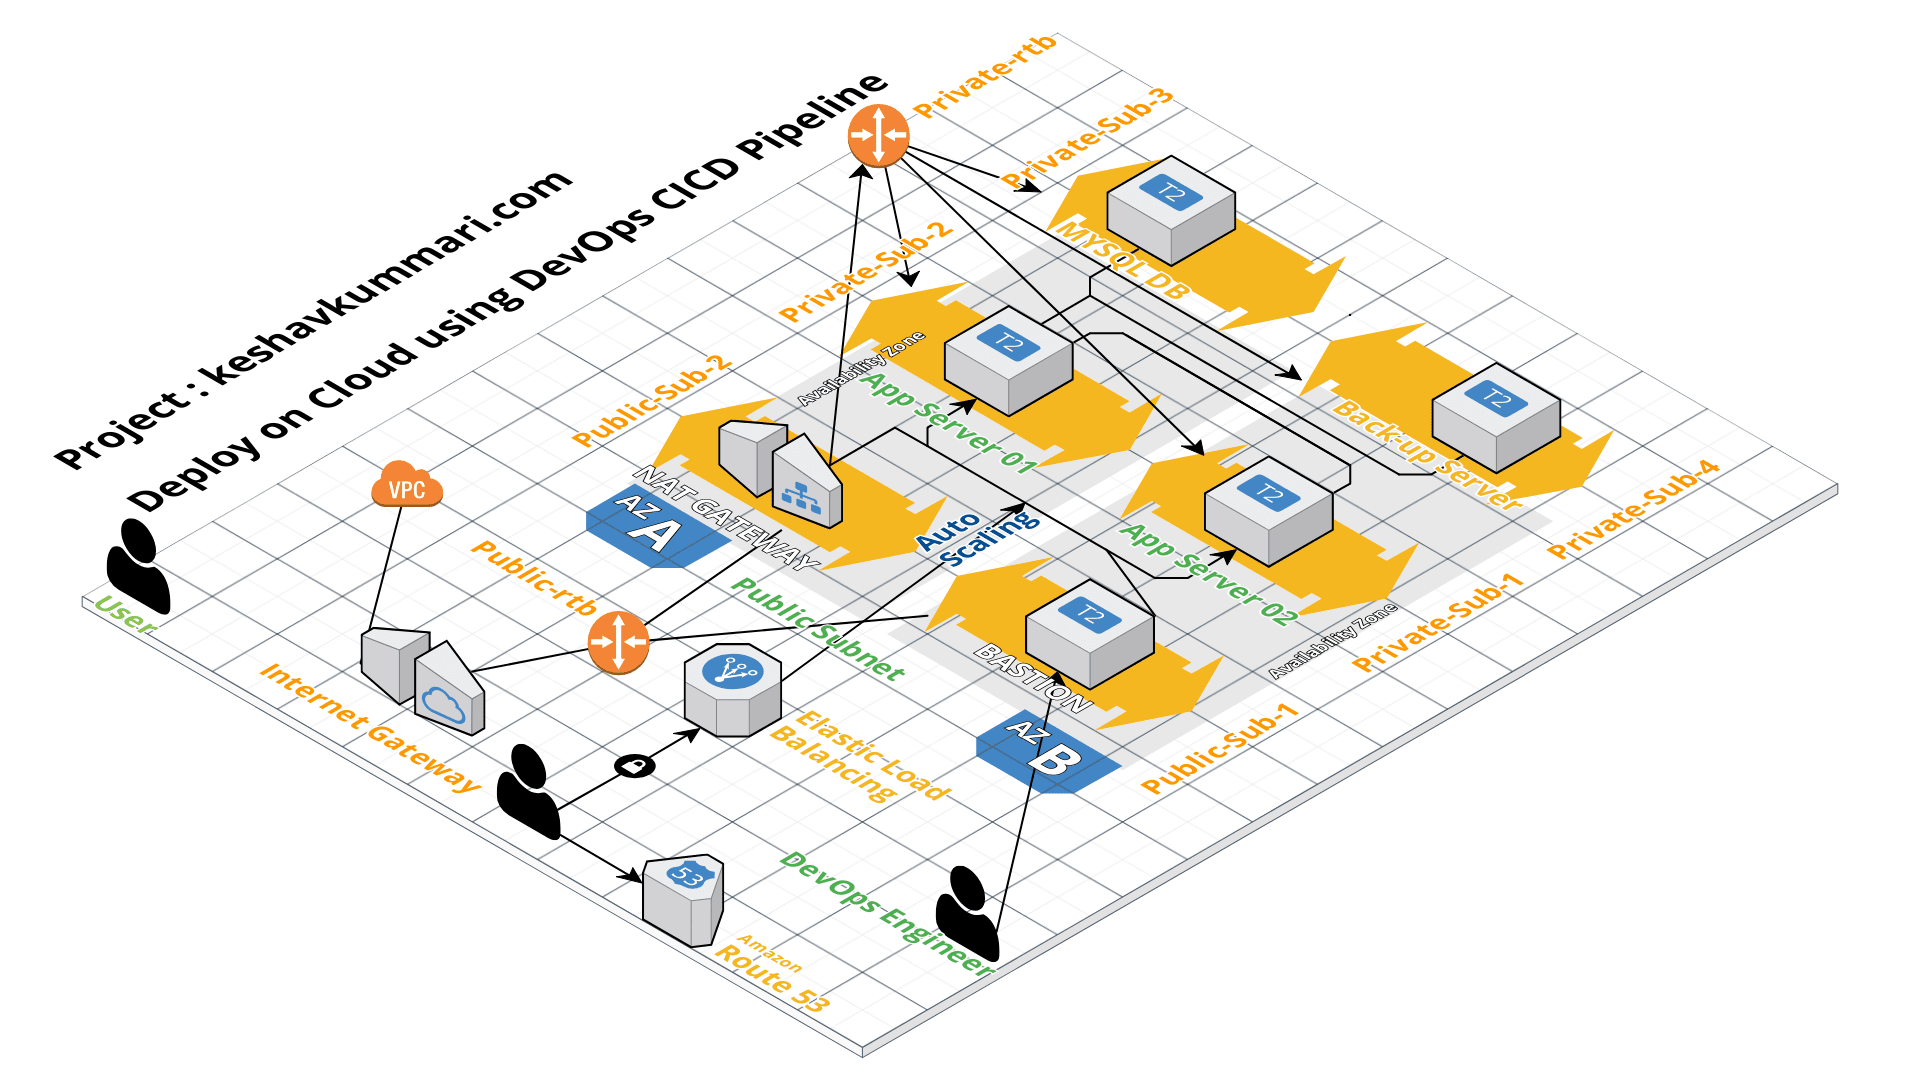 Project : keshavkummari.com
Deploy on Cloud using DevOps CICD Pipeline
Private-rtb
Private-Sub-3
T2
MYSQL DB
Private-Sub-2
T2
Availability Zone
App Server-01
Public-Sub-2
T2
Back-up Server
Private-Sub-4
NAT GATEWAY
AZ A
VPC
T2
App Server-02
Auto
Scaling
Public-rtb
Public Subnet
User
T2
BASTION
Availability Zone
Private-Sub-1
Public-Sub-1
AZ B
Internet Gateway
Elastic Load
Balancing
53
Amazon
Route 53
DevOps Engineer